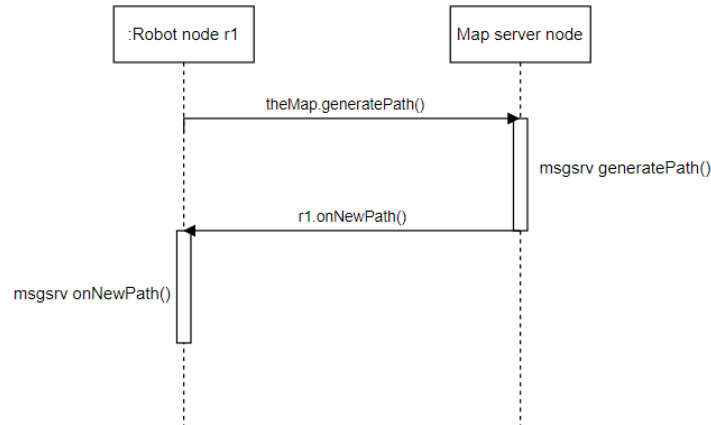 :Robot node r1
Map server node
theMap.generatePath()
msgsrv generatePath()
r1.onNewPath()
msgsrv onNewPath()